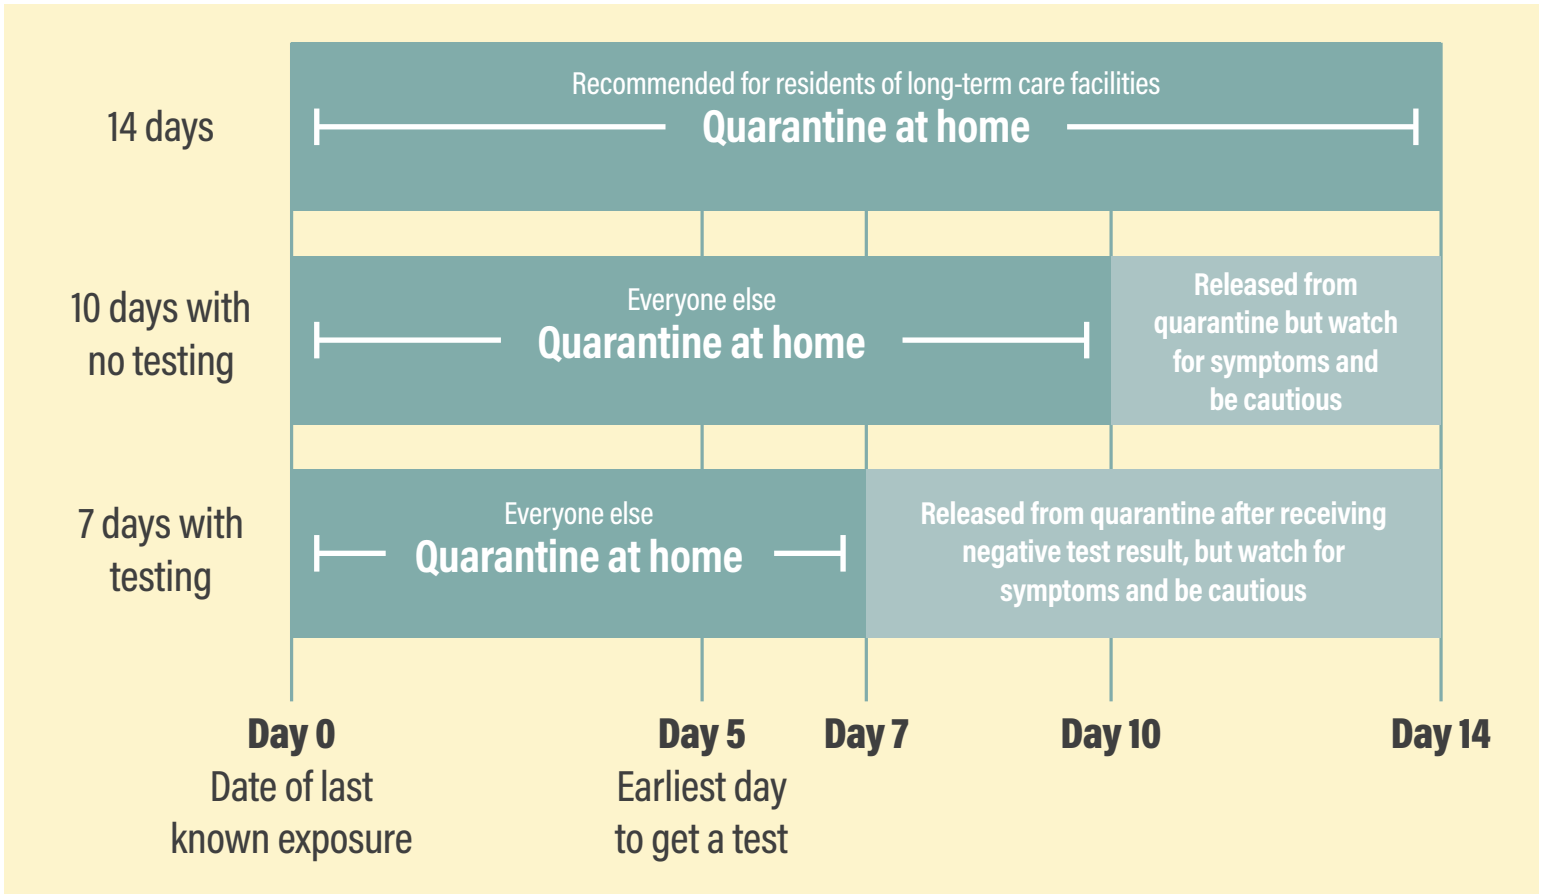 14 days
Recommended for residents of long-term care facilities
Quarantine at home
10 days with
no testing
Everyone else
Quarantine at home
Released from
quarantine but watch
for symptoms and
be cautious
7 days with
testing
Everyone else
Quarantine at home
Released from quarantine after receiving
negative test result, but watch for
symptoms and be cautious
Day 0
Date of last
known exposure
Day 5
Earliest day
to get a test
Day 7
Day 10
Day 14